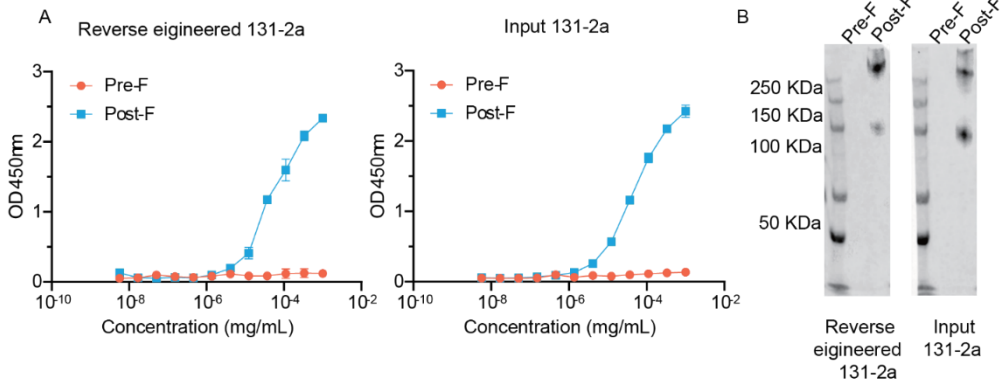 A
Reverse eigineered 131-2a
Pre-F
Post-F
OD450nm
3
2
1
0
10-10
10-8
10-6
10-4
10-2
Concentration (mg/mL)
Input 131-2a
Pre-F
Post-F
OD450nm
3
2
1
0
10-10
10-8
10-6
10-4
10-2
Concentration (mg/mL)
B
Pre-F
Post-F
Pre-F
Post-F
250 KDa
150 KDa
100 KDa
50 KDa
Reverse
eigineered
131-2a
Input
131-2a